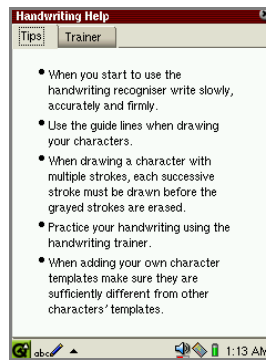 Handwriting Help
Tips Trainer
• When you start to use the
handwriting recogniser write slowly,
accurately and firmly.
• Use the guide lines when drawing
your characters.
• When drawing a character with
multiple strokes, each successive
stroke must be drawn before the
grayed strokes are erased.
• Practice your handwriting using the
handwriting trainer.
• When adding your own character
templates make sure they are
sufficiently different from other
characters' templates.
abc 1:13 AM